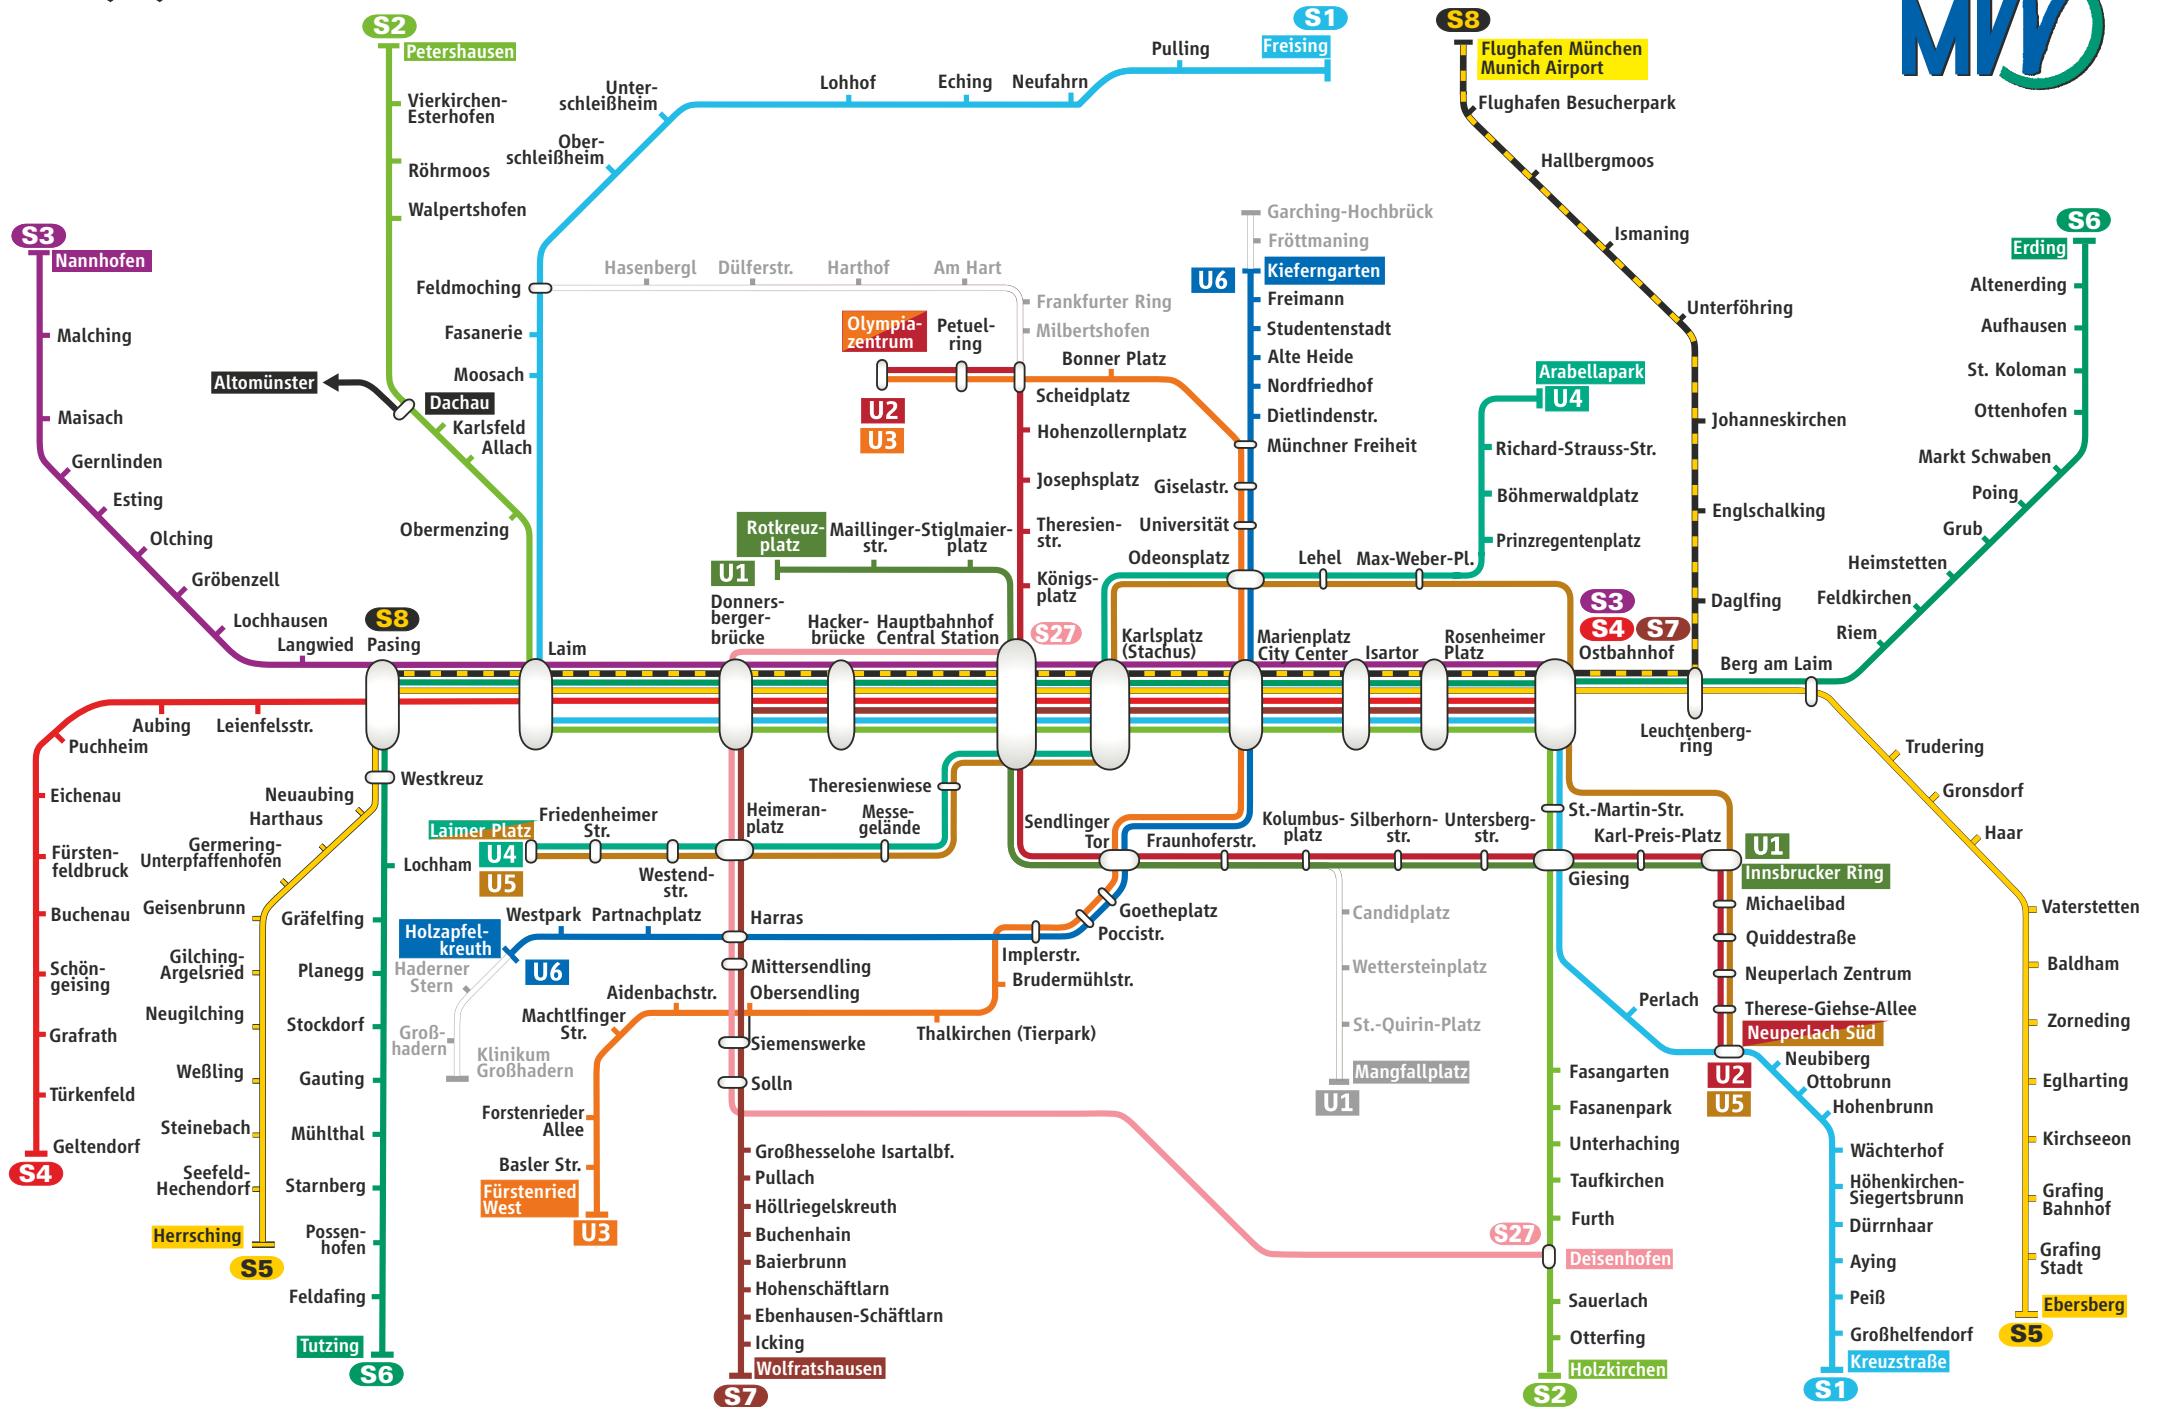 S2
Petershausen
Vierkirchen-
Esterhofen
Röhrmoos
Walpertshofen
S1
Freising
Pulling
Neufahrn
Eching
Lohhof
Unter-
schleißheim
Ober-
schleißheim
Feldmoching
Fasanerie
Moosach
S8
Flughafen München
Munich Airport
Flughafen Besucherpark
Hallbergmoos
Ismaning
Unterföhring
Johanneskirchen
Englschalking
Daglfing
MVV
S6
Erding
Altenerding
Aufhausen
St. Koloman
Ottenhofen
Markt Schwaben
Poing
Grub
Heimstetten
Feldkirchen
Riem
Berg am Laim
S3
Nannhofen
Malching
Maisach
Gernlinden
Esting
Olching
Gröbenzell
Lochhausen
Langwied
Altomünster
Dachau
Karlsfeld
Allach
Obermenzing
Hasenbergl
Dülferstr.
Harthof
Am Hart
Frankfurter Ring
Milbertshofen
Olympia-
zentrum
Petuel-
ring
U2
U3
Bonner Platz
Scheidplatz
Hohenzollernplatz
Josephsplatz
Theresien-
str.
Königs-
platz
Garching-Hochbrück
Fröttmaning
U6
Kieferngarten
Freimann
Studentenstadt
Alte Heide
Nordfriedhof
Dietlindenstr.
Münchner Freiheit
Giselastr.
Universität
Odeonsplatz
Lehel
Max-Weber-Pl.
Arabellapark
U4
Richard-Strauss-Str.
Böhmerwaldplatz
Prinzregentenplatz
Rotkreuz-
platz
Maillinger-
str.
Stiglmaier-
platz
U1
S8
Pasing
Laim
Donners-
berger-
brücke
Hacker-
brücke
Hauptbahnhof
Central Station
S27
Karlsplatz
(Stachus)
Marienplatz
City Center
Isartor
Rosenheimer
Platz
S3
S4
S7
Ostbahnhof
Leuchtenberg-
ring
Trudering
Gronsdorf
Haar
Vaterstetten
Baldham
Zorneding
Eglharting
Kirchseeon
Grafing
Bahnhof
Grafing
Stadt
Ebersberg
S5
Aubing
Leienfelsstr.
Puchheim
Eichenau
Fürsten-
feldbruck
Buchenau
Schön-
geising
Grafrath
Türkenfeld
Geltendorf
S4
Westkreuz
Neuaubing
Harthaus
Germering-
Unterpfaffenhofen
Geisenbrunn
Gilching-
Argelsried
Neugilching
Weßling
Steinebach
Seefeld-
Hechendorf
Herrsching
S5
Lochham
Gräfelfing
Planegg
Stockdorf
Gauting
Mühlthal
Starnberg
Possen-
hofen
Feldafing
Tutzing
S6
Laimer Platz
U4
U5
Friedenheimer
Str.
Westend-
str.
Heimeran-
platz
Messe-
gelände
Theresienwiese
Holzapfel-
kreuth
U6
Westpark
Partnachplatz
Harras
Haderner
Stern
Groß-
hadern
Klinikum
Großhadern
Mittersendling
Obersendling
Siemenswerke
Solln
Aidenbachstr.
Machtlfinger
Str.
Forstenrieder
Allee
Basler Str.
Fürstenried
West
U3
Thalkirchen (Tierpark)
Brudermühlstr.
Implerstr.
Poccistr.
Goetheplatz
Sendlinger
Tor
Fraunhoferstr.
Kolumbus-
platz
Silberhorn-
str.
Untersberg-
str.
St.-Martin-Str.
Karl-Preis-Platz
Giesing
U1
Innsbrucker Ring
Michaelibad
Quiddestraße
Neuperlach Zentrum
Therese-Giehse-Allee
Neuperlach Süd
U2
U5
Candidplatz
Wettersteinplatz
St.-Quirin-Platz
Mangfallplatz
U1
Perlach
Neubiberg
Ottobrunn
Hohenbrunn
Wächterhof
Höhenkirchen-
Siegertsbrunn
Dürrnhaar
Aying
Peiß
Großhelfendorf
Kreuzstraße
S1
Fasangarten
Fasanenpark
Unterhaching
Taufkirchen
Furth
S27
Deisenhofen
Sauerlach
Otterfing
Holzkirchen
S2
Großhesselohe Isartalbf.
Pullach
Höllriegelskreuth
Buchenhain
Baierbrunn
Hohenschäftlarn
Ebenhausen-Schäftlarn
Icking
Wolfratshausen
S7